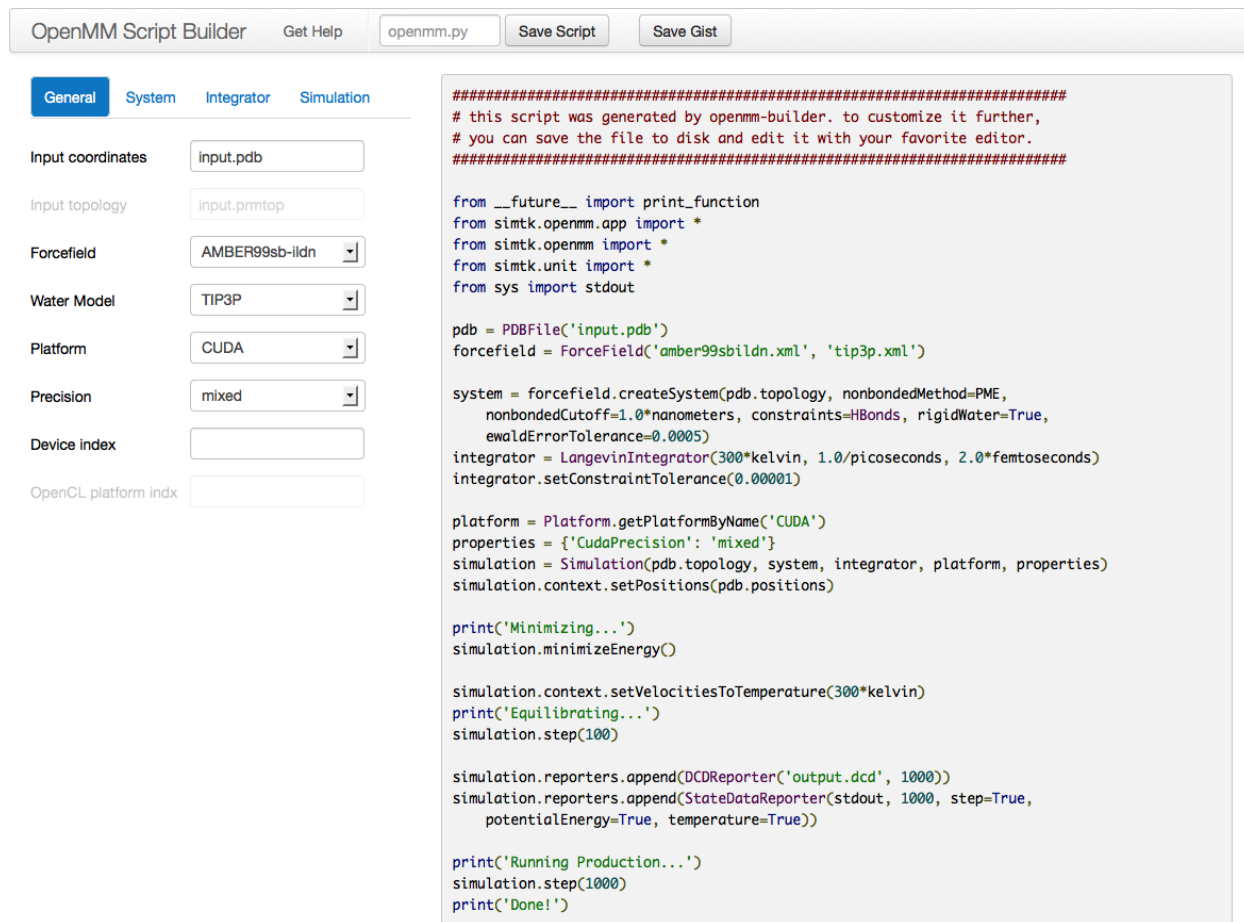 OpenMM Script Builder Get Help openmm.py Save Script Save Gist
General System Integrator Simulation
Input coordinates input.pdb
Input topology input.prmtop
Forcefield AMBER99sb-ildn
Water Model TIP3P
Platform CUDA
Precision mixed
Device index
OpenCL platform indx
##########################################################################
# this script was generated by openmm-builder. to customize it further,
# you can save the file to disk and edit it with your favorite editor.
##########################################################################
from __future__ import print_function
from simtk.openmm.app import *
from simtk.openmm import *
from simtk.unit import *
from sys import stdout
pdb = PDBFile('input.pdb')
forcefield = ForceField('amber99sbildn.xml', 'tip3p.xml')
system = forcefield.createSystem(pdb.topology, nonbondedMethod=PME,
    nonbondedCutoff=1.0*nanometers, constraints=HBonds, rigidWater=True,
    ewaldErrorTolerance=0.0005)
integrator = LangevinIntegrator(300*kelvin, 1.0/picoseconds, 2.0*femtoseconds)
integrator.setConstraintTolerance(0.00001)
platform = Platform.getPlatformByName('CUDA')
properties = {'CudaPrecision': 'mixed'}
simulation = Simulation(pdb.topology, system, integrator, platform, properties)
simulation.context.setPositions(pdb.positions)
print('Minimizing...')
simulation.minimizeEnergy()
simulation.context.setVelocitiesToTemperature(300*kelvin)
print('Equilibrating...')
simulation.step(100)
simulation.reporters.append(DCDReporter('output.dcd', 1000))
simulation.reporters.append(StateDataReporter(stdout, 1000, step=True,
    potentialEnergy=True, temperature=True))
print('Running Production...')
simulation.step(1000)
print('Done!')